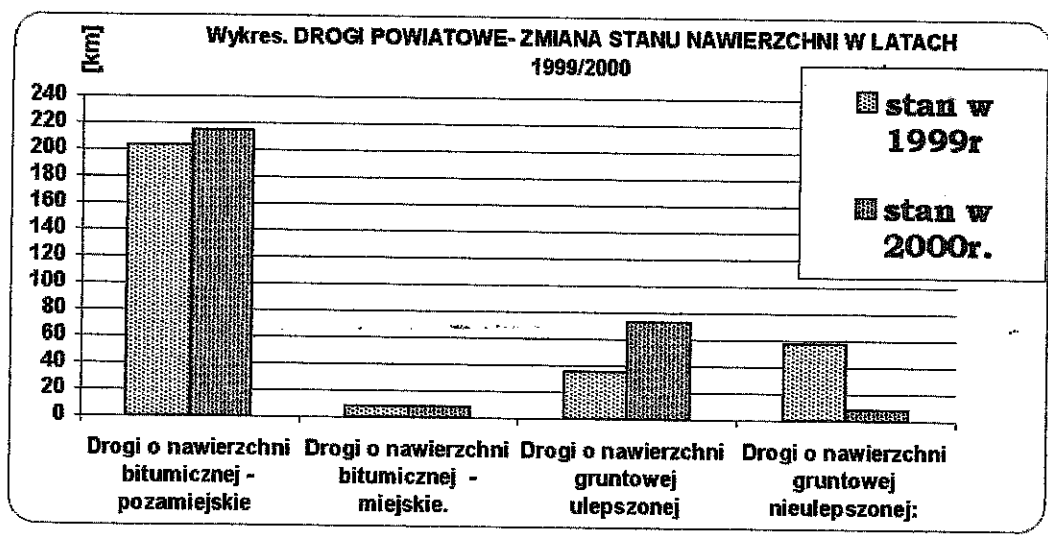 Wykres. DROGI POWIATOWE- ZMIANA STANU NAWIERZCHNI W LATACH
1999/2000
[km]
240
220
200
180
160
140
120
100
80
60
40
20
0
stan w
1999r
stan w
2000r.
Drogi o nawierzchni
bitumicznej -
pozamiejskie
Drogi o nawierzchni
bitumicznej -
miejskie.
Drogi o nawierzchni
gruntowej
ulepszonej
Drogi o nawierzchni
gruntowej
nieulepszonej: